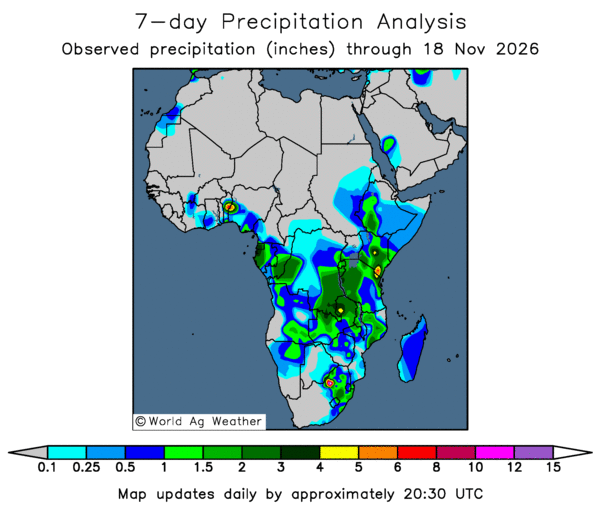 7-day Precipitation Analysis
Observed precipitation (inches) through 18 Nov 2026
© World Ag Weather
0.1 0.25 0.5 1 1.5 2 3 4 5 6 8 10 12 15
Map updates daily by approximately 20:30 UTC